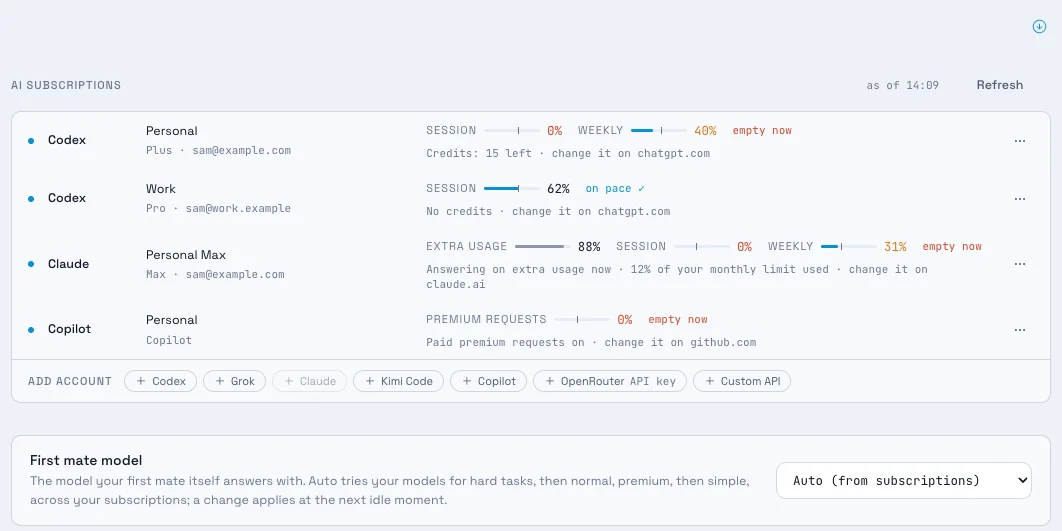 AI SUBSCRIPTIONS as of 14:09 Refresh
Codex Personal SESSION 0% WEEKLY 40% empty now ...
Plus · sam@example.com Credits: 15 left · change it on chatgpt.com
Codex Work SESSION 62% on pace ✓ ...
Pro · sam@work.example No credits · change it on chatgpt.com
Claude Personal Max EXTRA USAGE 88% SESSION 0% WEEKLY 31% empty now ...
Max · sam@example.com Answering on extra usage now · 12% of your monthly limit used · change it on
claude.ai
Copilot Personal PREMIUM REQUESTS 0% empty now ...
Copilot Paid premium requests on · change it on github.com
ADD ACCOUNT + Codex + Grok + Claude + Kimi Code + Copilot + OpenRouter API key + Custom API
First mate model
The model your first mate itself answers with. Auto tries your models for hard tasks, then normal, premium, then simple,
across your subscriptions; a change applies at the next idle moment.
Auto (from subscriptions)